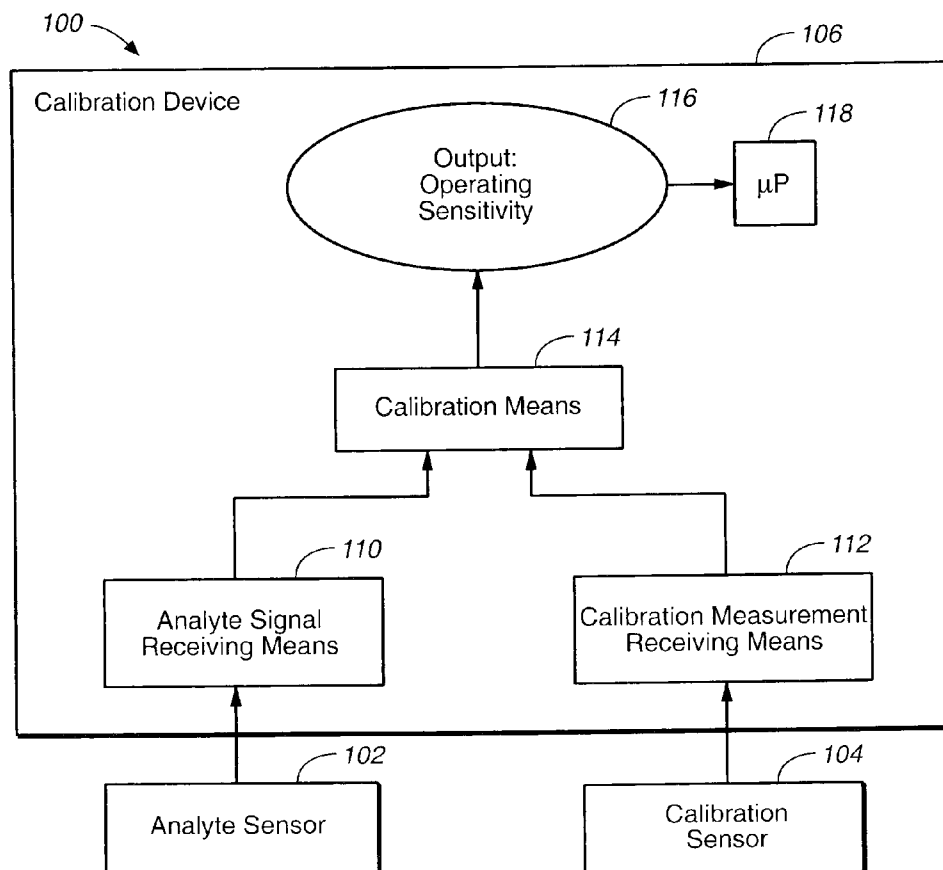 100
106
Calibration Device
116
118
Output:
Operating
Sensitivity
μP
114
Calibration Means
110
112
Analyte Signal
Receiving Means
Calibration Measurement
Receiving Means
102
104
Analyte Sensor
Calibration
Sensor